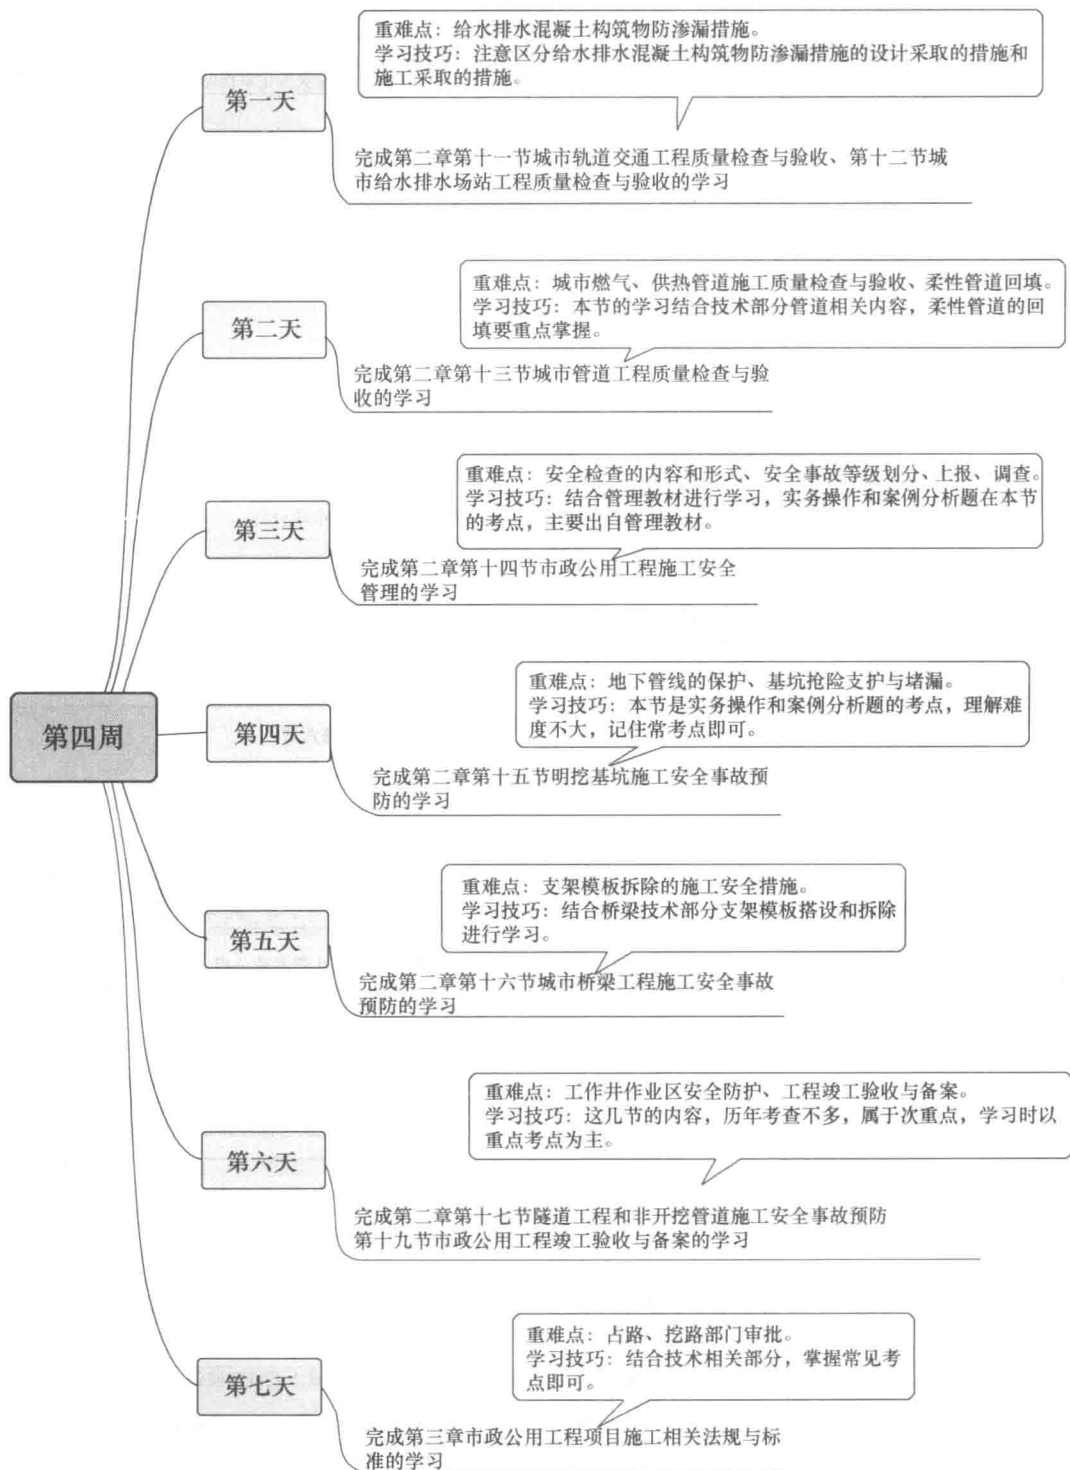 重难点：给水排水混凝土构筑物防渗漏措施。
学习技巧：注意区分给水排水混凝土构筑物防渗漏措施的设计采取的措施和
施工采取的措施。
第一天
完成第二章第十一节城市轨道交通工程质量检查与验收、第十二节城
市给水排水场站工程质量检查与验收的学习
重难点：城市燃气、供热管道施工质量检查与验收、柔性管道回填。
学习技巧：本节的学习结合技术部分管道相关内容，柔性管道的回
填要重点掌握。
第二天
完成第二章第十三节城市管道工程质量检查与验
收的学习
重难点：安全检查的内容和形式、安全事故等级划分、上报、调查。
学习技巧：结合管理教材进行学习，实务操作和案例分析题在本节
的考点，主要出自管理教材。
第三天
完成第二章第十四节市政公用工程施工安全
管理的学习
重难点：地下管线的保护、基坑抢险支护与堵漏。
学习技巧：本节是实务操作和案例分析题的考点，理解难
度不大，记住常考点即可。
第四周
第四天
完成第二章第十五节明挖基坑施工安全事故预
防的学习
重难点：支架模板拆除的施工安全措施。
学习技巧：结合桥梁技术部分支架模板搭设和拆除
进行学习。
第五天
完成第二章第十六节城市桥梁工程施工安全事故
预防的学习
重难点：工作井作业区安全防护、工程竣工验收与备案。
学习技巧：这几节的内容，历年考查不多，属于次重点，学习时以
重点考点为主。
第六天
完成第二章第十七节隧道工程和非开挖管道施工安全事故预防
第十九节市政公用工程竣工验收与备案的学习
重难点：占路、挖路部门审批。
学习技巧：结合技术相关部分，掌握常见考
点即可。
第七天
完成第三章市政公用工程项目施工相关法规与标
准的学习